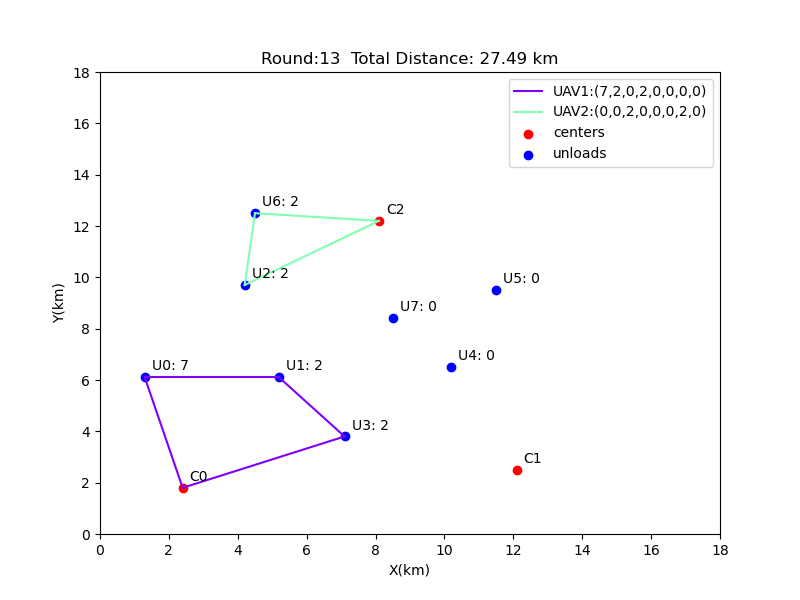 Round:13  Total Distance: 27.49 km
UAV1:(7,2,0,2,0,0,0,0)
UAV2:(0,0,2,0,0,0,2,0)
centers
unloads
18
16
14
12
10
8
6
4
2
0
Y(km)
U6: 2
C2
U2: 2
U5: 0
U7: 0
U4: 0
U0: 7
U1: 2
U3: 2
C0
C1
0 2 4 6 8 10 12 14 16 18
X(km)